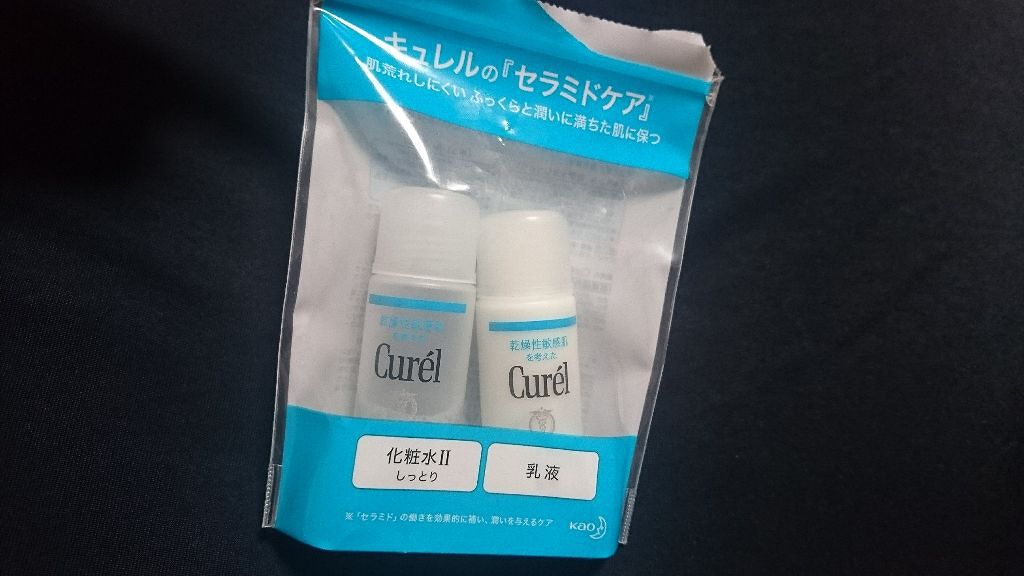 キュレルの『セラミドケア』※
肌荒れしにくい ふっくらと潤いに満ちた肌に保つ
乾燥性敏感肌
を考えた
Curél
乾燥性敏感肌
を考えた
Curél
化粧水II
しっとり
乳液
※「セラミド」の働きを効果的に補い、潤いを与えるケア
Kao